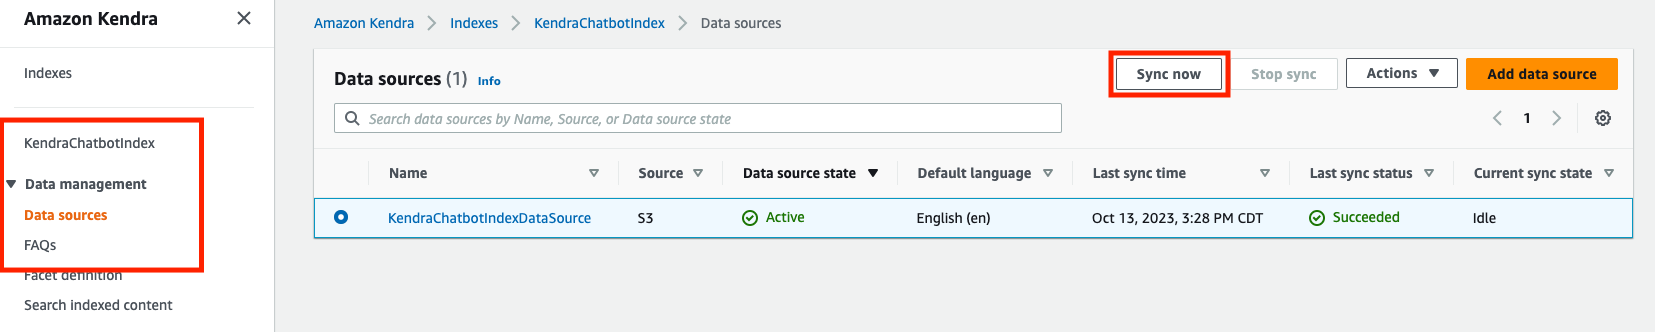 Amazon Kendra
Indexes
KendraChatbotIndex
Data management
Data sources
FAQs
Facet definition
Search indexed content
Amazon Kendra Indexes KendraChatbotIndex Data sources
Data sources (1) Info
Sync now Stop sync Actions Add data source
Search data sources by Name, Source, or Data source state
1
Name Source Data source state Default language Last sync time Last sync status Current sync state
KendraChatbotIndexDataSource S3 Active English (en) Oct 13, 2023, 3:28 PM CDT Succeeded Idle